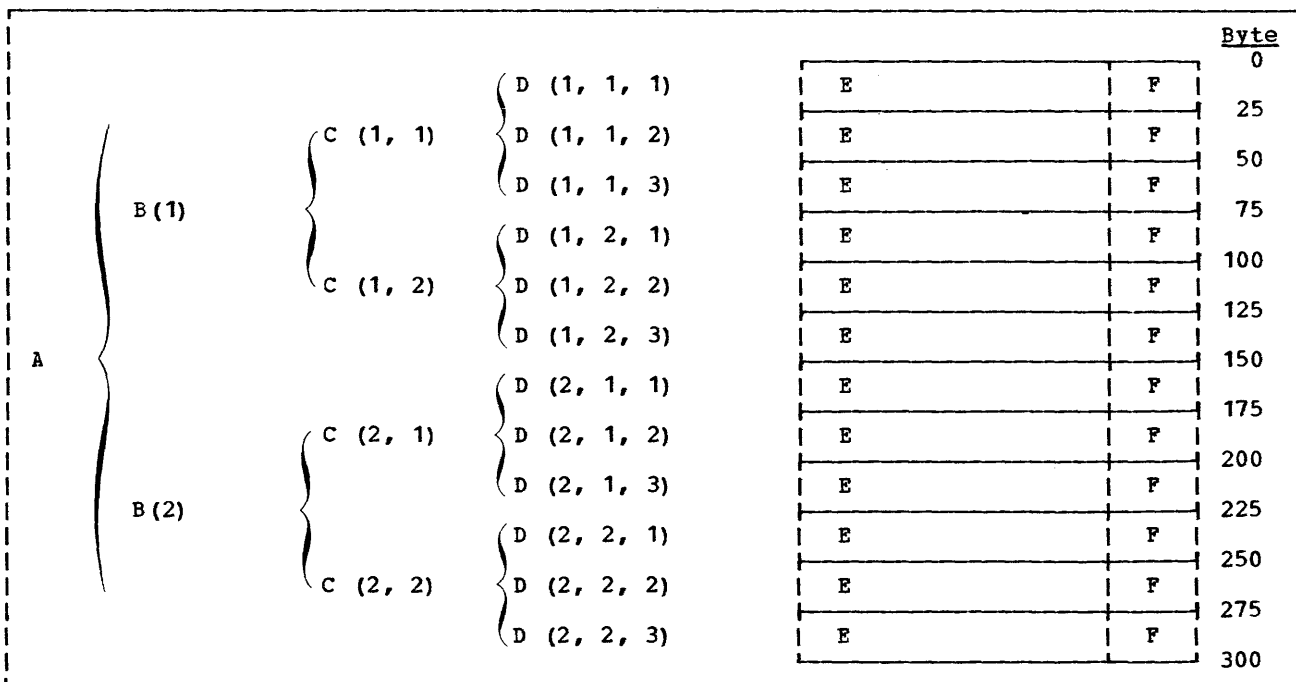 Byte
0
D (1, 1, 1) E F
25
C (1, 1) D (1, 1, 2) E F
50
D (1, 1, 3) E F
B(1) 75
D (1, 2, 1) E F
100
C (1, 2) D (1, 2, 2) E F
125
D (1, 2, 3) E F
A 150
D (2, 1, 1) E F
175
C (2, 1) D (2, 1, 2) E F
200
D (2, 1, 3) E F
B(2) 225
D (2, 2, 1) E F
250
C (2, 2) D (2, 2, 2) E F
275
D (2, 2, 3) E F
300